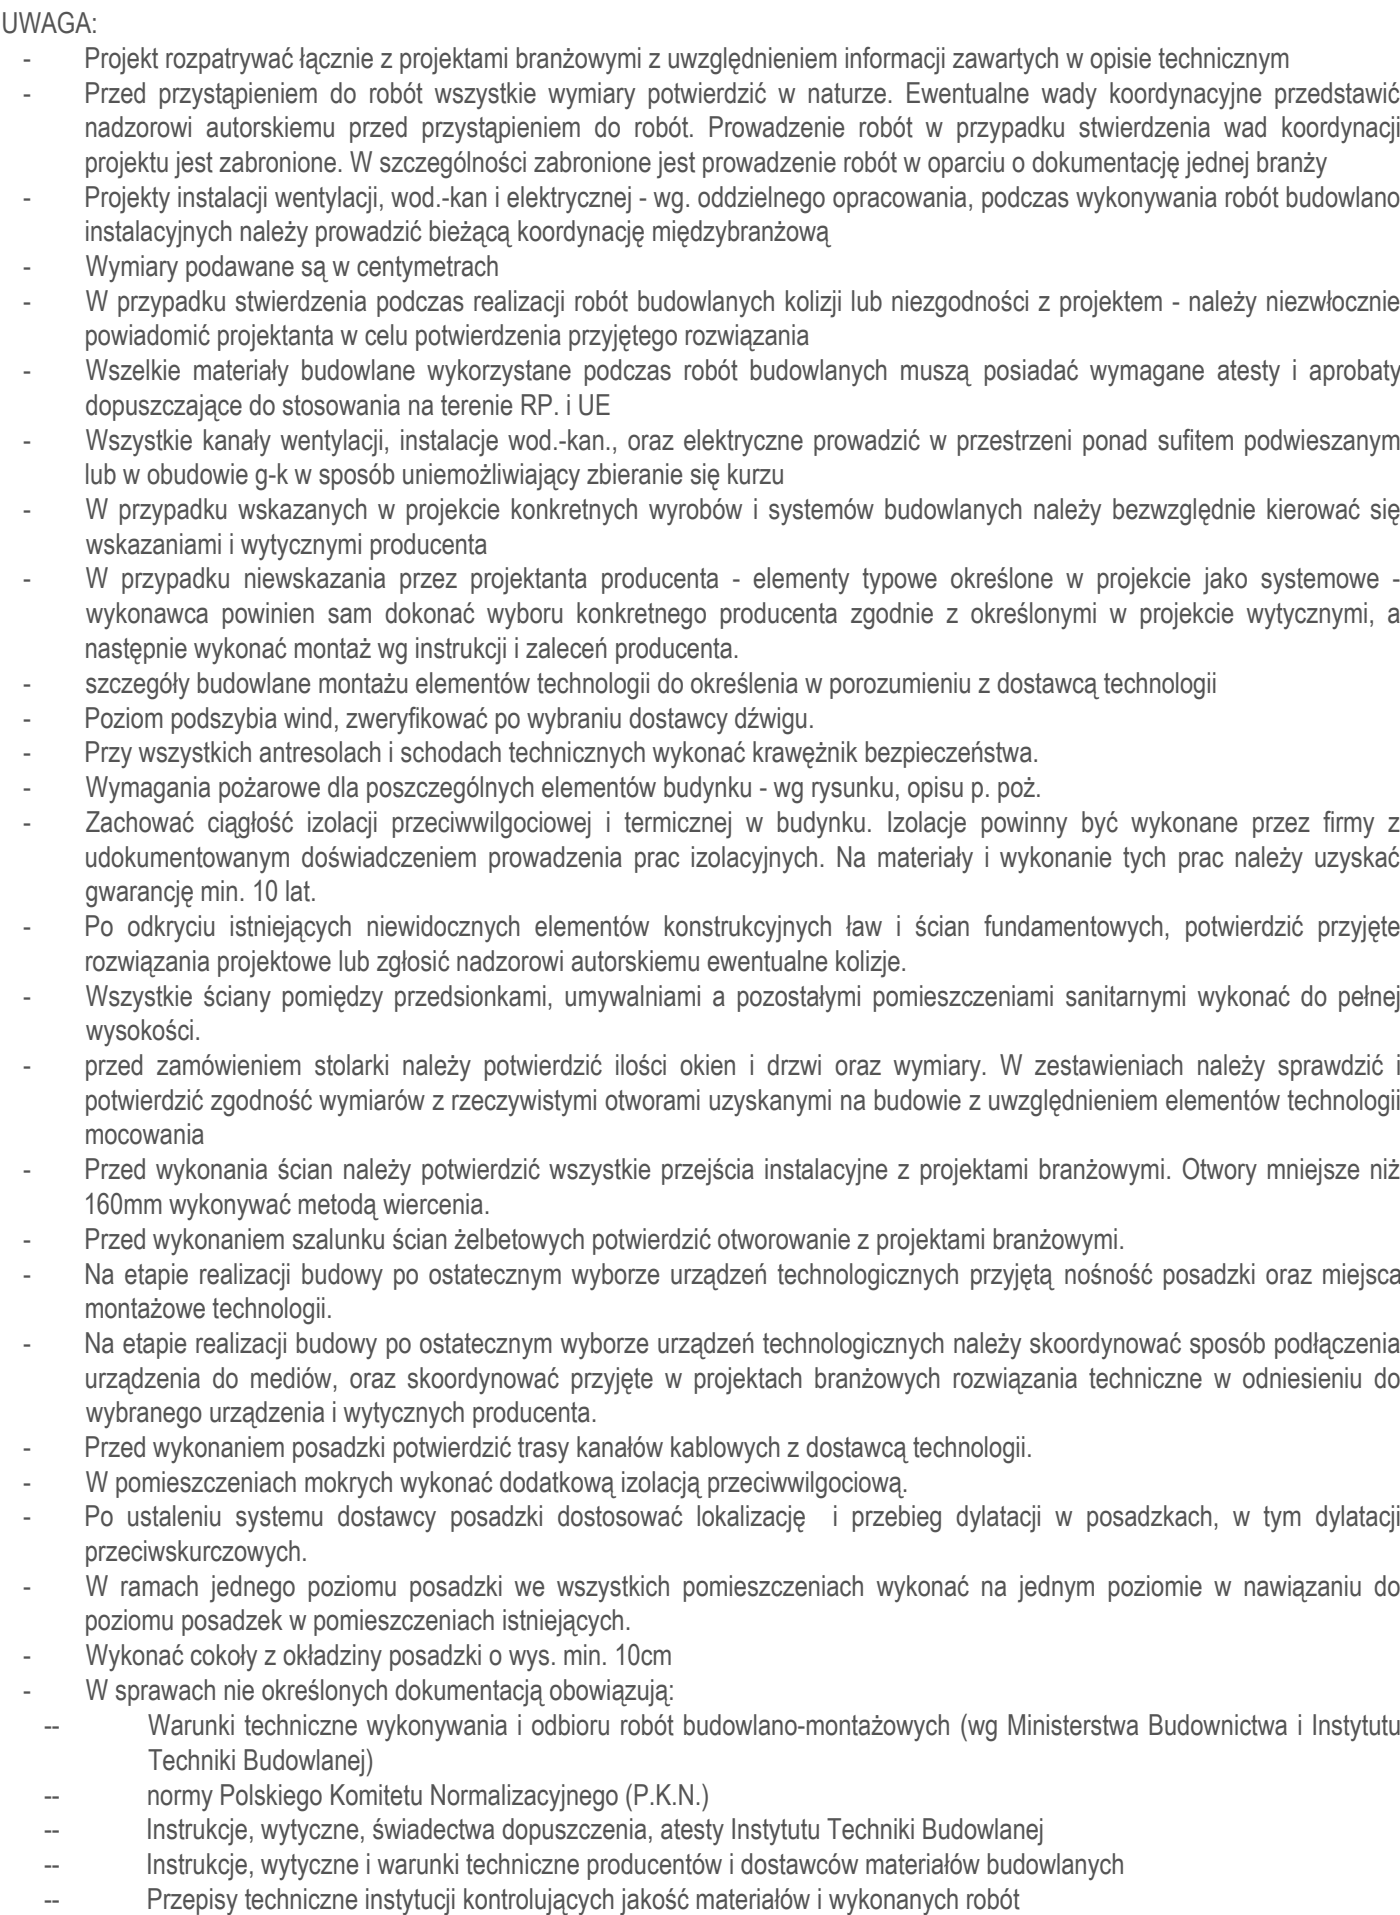 UWAGA:
- Projekt rozpatrywać łącznie z projektami branżowymi z uwzględnieniem informacji zawartych w opisie technicznym
- Przed przystąpieniem do robót wszystkie wymiary potwierdzić w naturze. Ewentualne wady koordynacyjne przedstawić
nadzorowi autorskiemu przed przystąpieniem do robót. Prowadzenie robót w przypadku stwierdzenia wad koordynacji
projektu jest zabronione. W szczególności zabronione jest prowadzenie robót w oparciu o dokumentację jednej branży
- Projekty instalacji wentylacji, wod.-kan i elektrycznej - wg. oddzielnego opracowania, podczas wykonywania robót budowlano
instalacyjnych należy prowadzić bieżącą koordynację międzybranżową
- Wymiary podawane są w centymetrach
- W przypadku stwierdzenia podczas realizacji robót budowlanych kolizji lub niezgodności z projektem - należy niezwłocznie
powiadomić projektanta w celu potwierdzenia przyjętego rozwiązania
- Wszelkie materiały budowlane wykorzystane podczas robót budowlanych muszą posiadać wymagane atesty i aprobaty
dopuszczające do stosowania na terenie RP. i UE
- Wszystkie kanały wentylacji, instalacje wod.-kan., oraz elektryczne prowadzić w przestrzeni ponad sufitem podwieszanym
lub w obudowie g-k w sposób uniemożliwiający zbieranie się kurzu
- W przypadku wskazanych w projekcie konkretnych wyrobów i systemów budowlanych należy bezwzględnie kierować się
wskazaniami i wytycznymi producenta
- W przypadku niewskazania przez projektanta producenta - elementy typowe określone w projekcie jako systemowe -
wykonawca powinien sam dokonać wyboru konkretnego producenta zgodnie z określonymi w projekcie wytycznymi, a
następnie wykonać montaż wg instrukcji i zaleceń producenta.
- szczegóły budowlane montażu elementów technologii do określenia w porozumieniu z dostawcą technologii
- Poziom podszybia wind, zweryfikować po wybraniu dostawcy dźwigu.
- Przy wszystkich antresolach i schodach technicznych wykonać krawężnik bezpieczeństwa.
- Wymagania pożarowe dla poszczególnych elementów budynku - wg rysunku, opisu p. poż.
- Zachować ciągłość izolacji przeciwwilgociowej i termicznej w budynku. Izolacje powinny być wykonane przez firmy z
udokumentowanym doświadczeniem prowadzenia prac izolacyjnych. Na materiały i wykonanie tych prac należy uzyskać
gwarancję min. 10 lat.
- Po odkryciu istniejących niewidocznych elementów konstrukcyjnych ław i ścian fundamentowych, potwierdzić przyjęte
rozwiązania projektowe lub zgłosić nadzorowi autorskiemu ewentualne kolizje.
- Wszystkie ściany pomiędzy przedsionkami, umywalniami a pozostałymi pomieszczeniami sanitarnymi wykonać do pełnej
wysokości.
- przed zamówieniem stolarki należy potwierdzić ilości okien i drzwi oraz wymiary. W zestawieniach należy sprawdzić i
potwierdzić zgodność wymiarów z rzeczywistymi otworami uzyskanymi na budowie z uwzględnieniem elementów technologii
mocowania
- Przed wykonania ścian należy potwierdzić wszystkie przejścia instalacyjne z projektami branżowymi. Otwory mniejsze niż
160mm wykonywać metodą wiercenia.
- Przed wykonaniem szalunku ścian żelbetowych potwierdzić otworowanie z projektami branżowymi.
- Na etapie realizacji budowy po ostatecznym wyborze urządzeń technologicznych przyjętą nośność posadzki oraz miejsca
montażowe technologii.
- Na etapie realizacji budowy po ostatecznym wyborze urządzeń technologicznych należy skoordynować sposób podłączenia
urządzenia do mediów, oraz skoordynować przyjęte w projektach branżowych rozwiązania techniczne w odniesieniu do
wybranego urządzenia i wytycznych producenta.
- Przed wykonaniem posadzki potwierdzić trasy kanałów kablowych z dostawcą technologii.
- W pomieszczeniach mokrych wykonać dodatkową izolacją przeciwwilgociową.
- Po ustaleniu systemu dostawcy posadzki dostosować lokalizację i przebieg dylatacji w posadzkach, w tym dylatacji
przeciwskurczowych.
- W ramach jednego poziomu posadzki we wszystkich pomieszczeniach wykonać na jednym poziomie w nawiązaniu do
poziomu posadzek w pomieszczeniach istniejących.
- Wykonać cokoły z okładziny posadzki o wys. min. 10cm
- W sprawach nie określonych dokumentacją obowiązują:
-- Warunki techniczne wykonywania i odbioru robót budowlano-montażowych (wg Ministerstwa Budownictwa i Instytutu
Techniki Budowlanej)
-- normy Polskiego Komitetu Normalizacyjnego (P.K.N.)
-- Instrukcje, wytyczne, świadectwa dopuszczenia, atesty Instytutu Techniki Budowlanej
-- Instrukcje, wytyczne i warunki techniczne producentów i dostawców materiałów budowlanych
-- Przepisy techniczne instytucji kontrolujących jakość materiałów i wykonanych robót